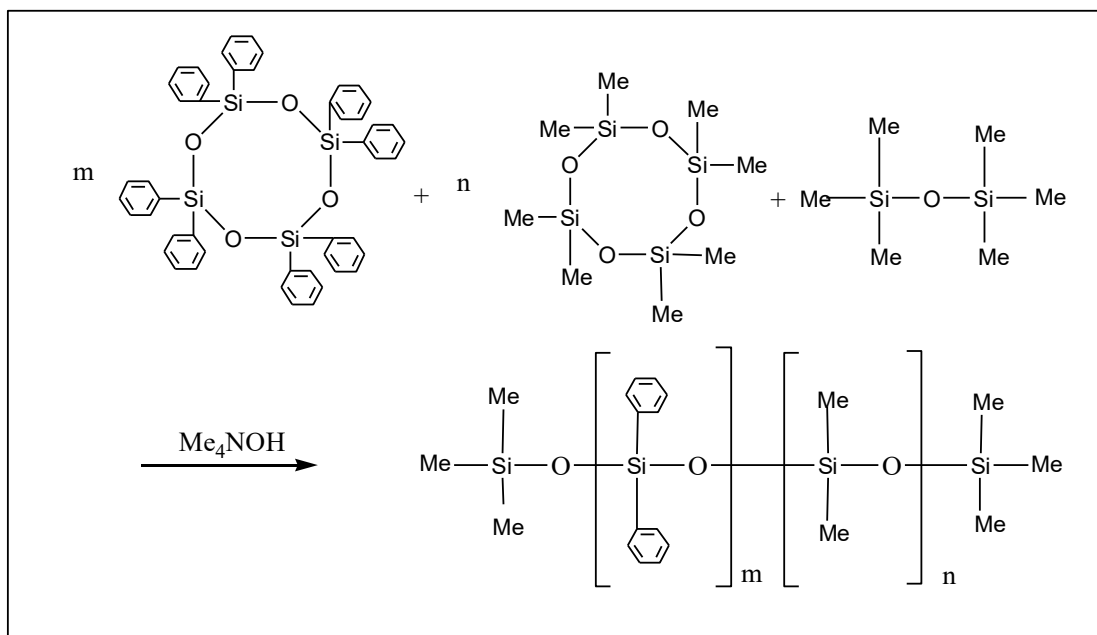 Me
Me
Si O Me
Me Si O Me Me
O Si
O Si Me
m n
Si O + + Me Si O Si Me
Me Si O
O Si O Si Me Me Me
Me
Me
Me Me Me
Me₄NOH
Me Si O Si O Si O Si Me
Me Me Me
m n